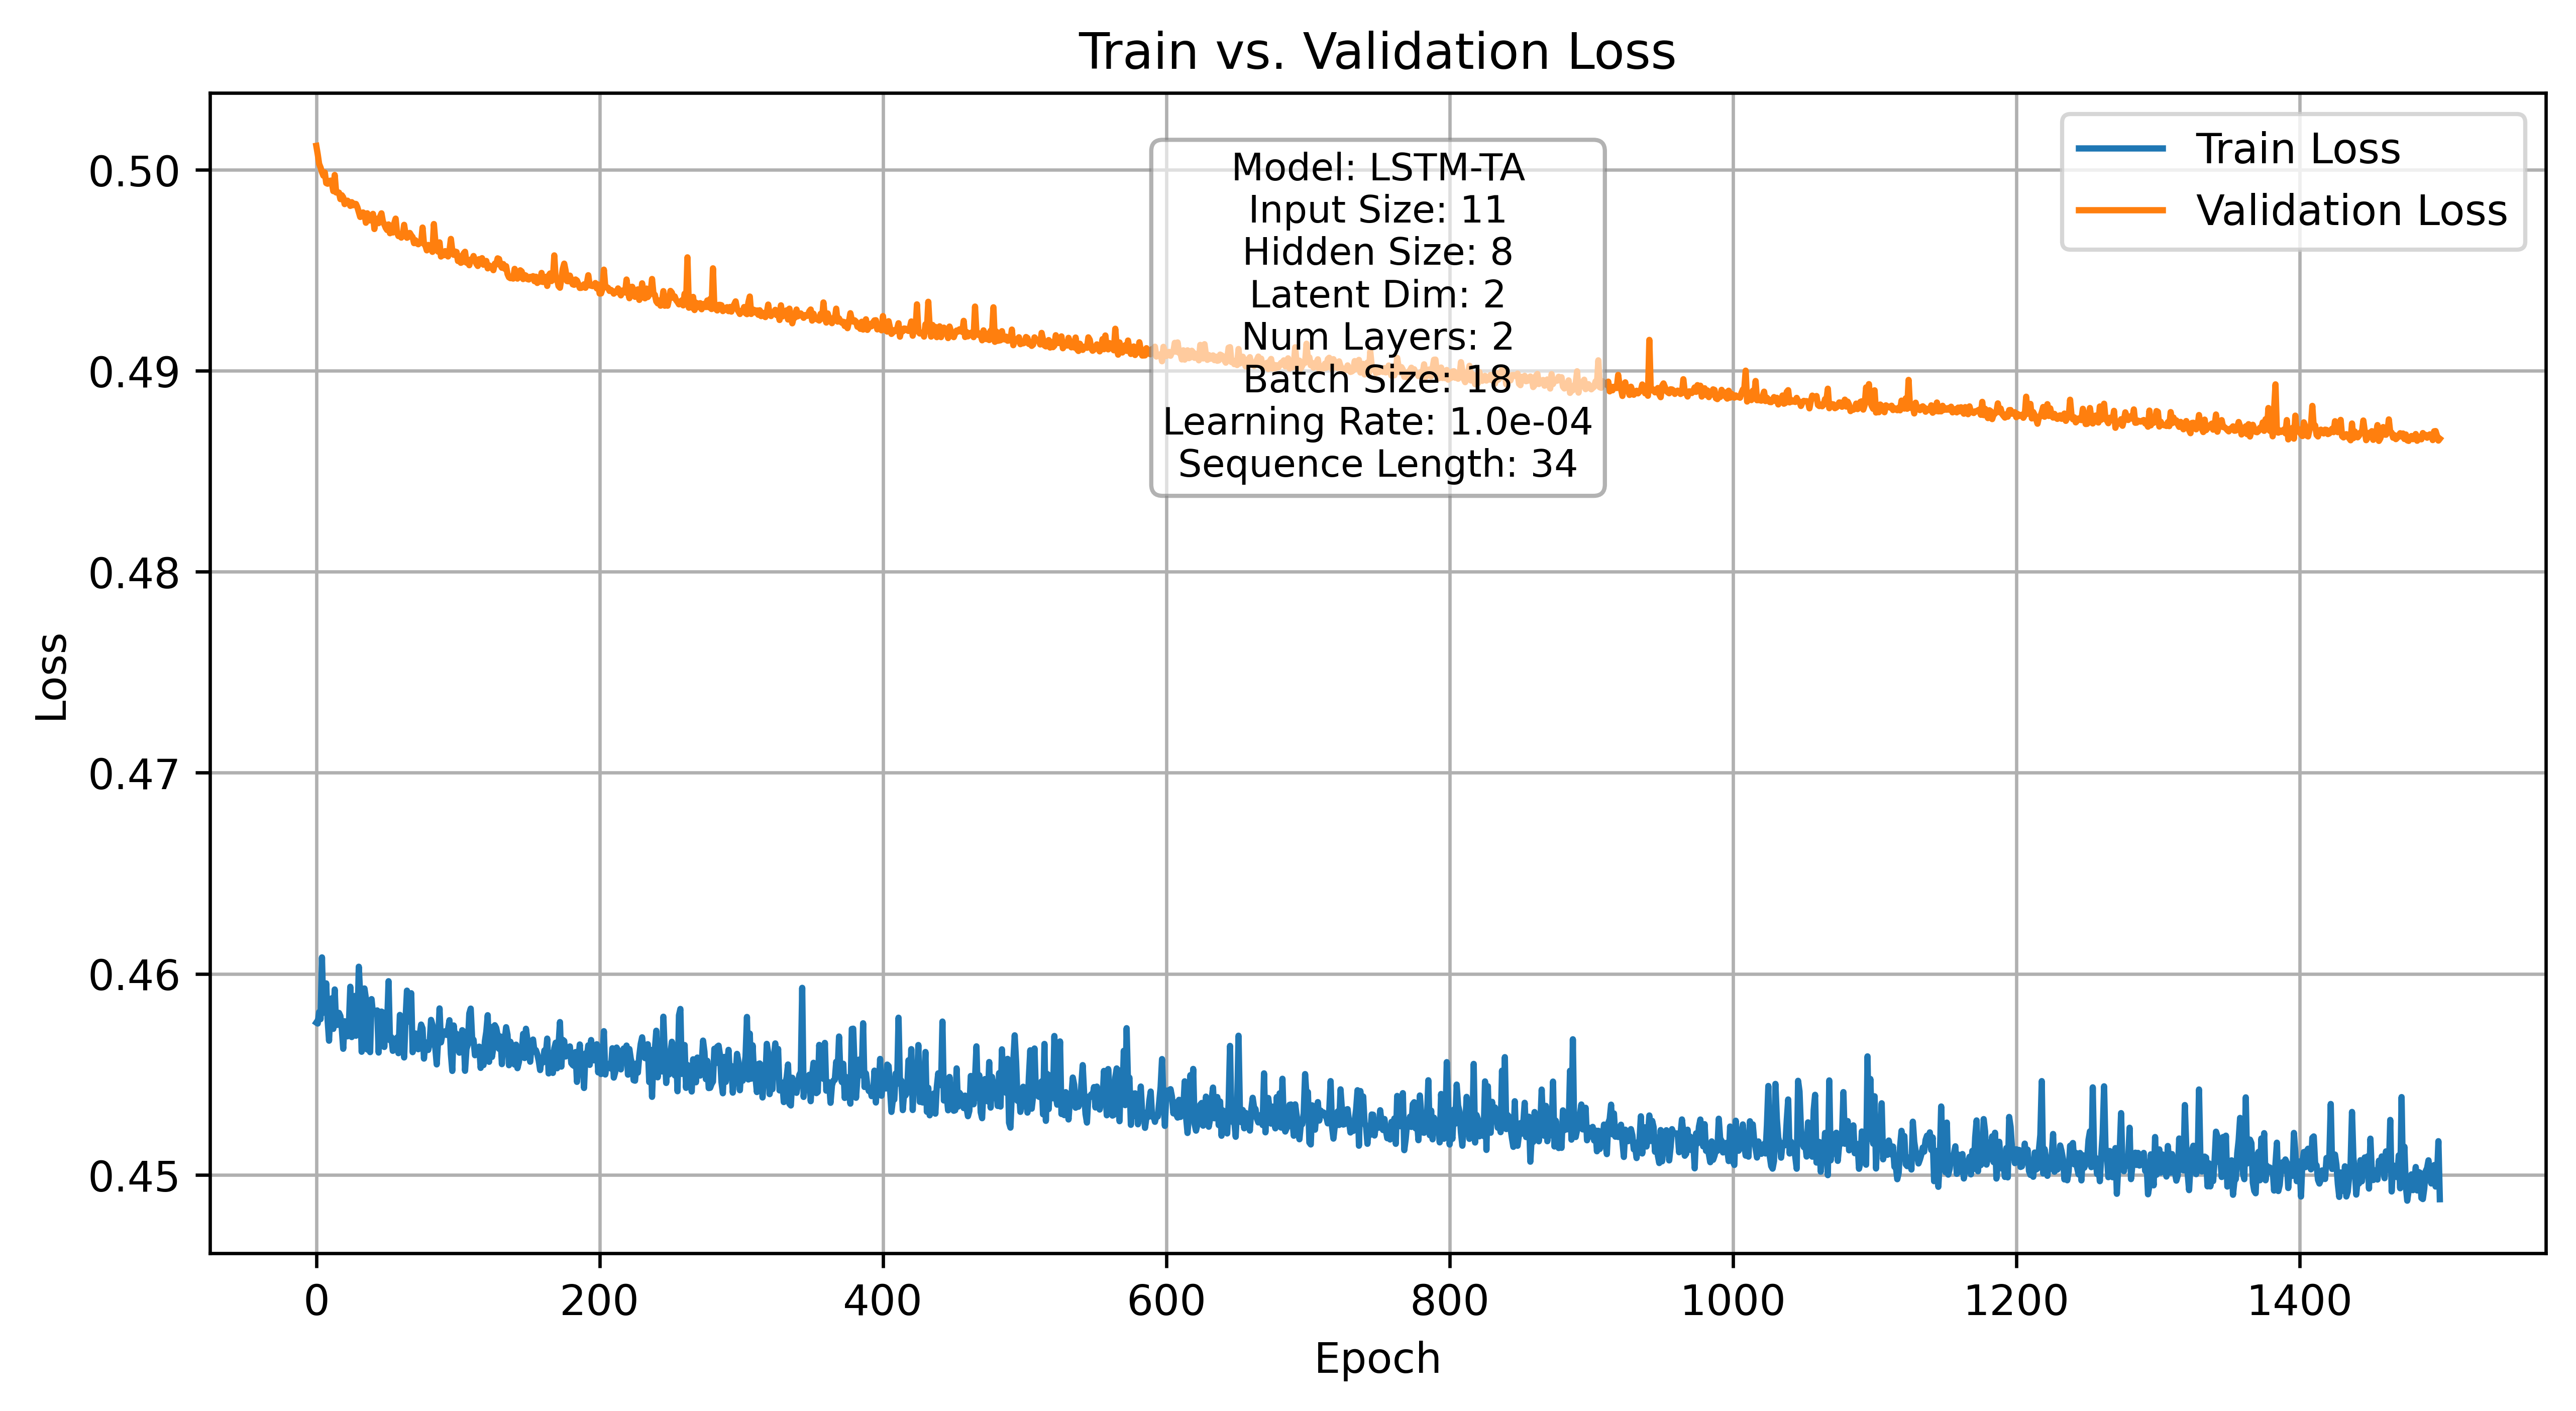 Train vs. Validation Loss
Train Loss
Validation Loss
Model: LSTM-TA
Input Size: 11
Hidden Size: 8
Latent Dim: 2
Num Layers: 2
Batch Size: 18
Learning Rate: 1.0e-04
Sequence Length: 34
Loss
0.50
0.49
0.48
0.47
0.46
0.45
0 200 400 600 800 1000 1200 1400
Epoch